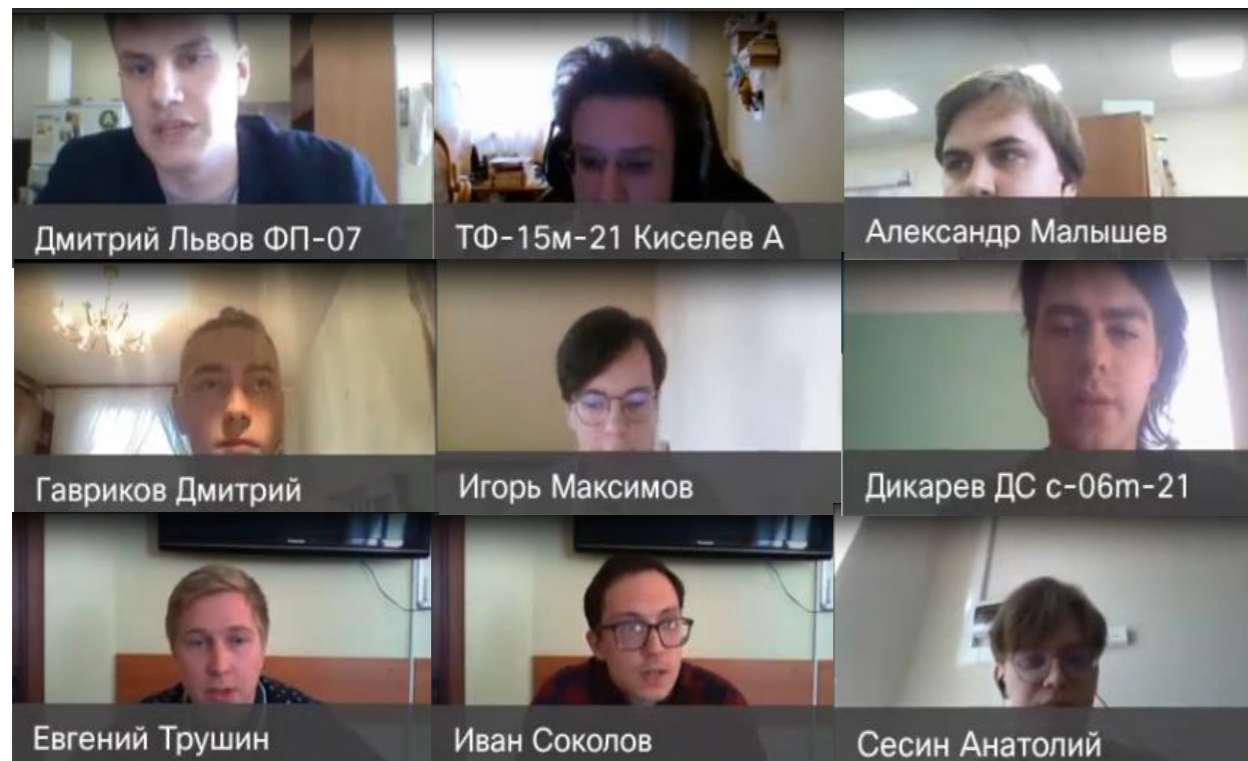 Дмитрий Львов ФП-07
ТФ-15м-21 Киселев А
Александр Малышев
Гавриков Дмитрий
Игорь Максимов
Дикарев ДС с-06m-21
Евгений Трушин
Иван Соколов
Сесин Анатолий